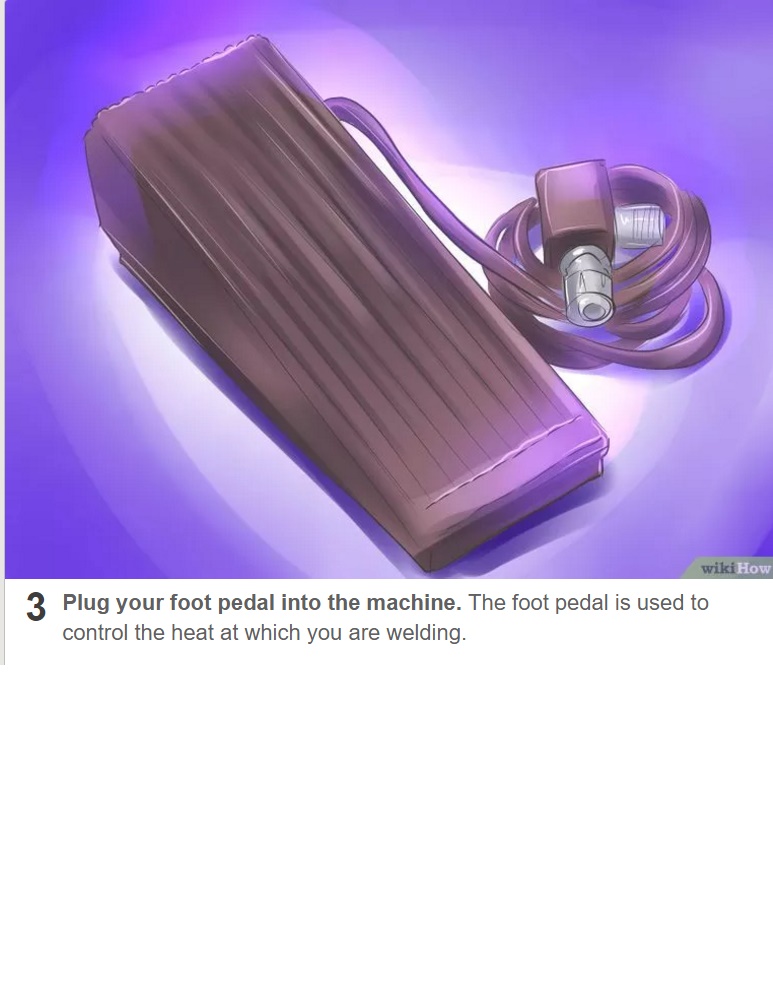 wikiHow
3 Plug your foot pedal into the machine. The foot pedal is used to
control the heat at which you are welding.